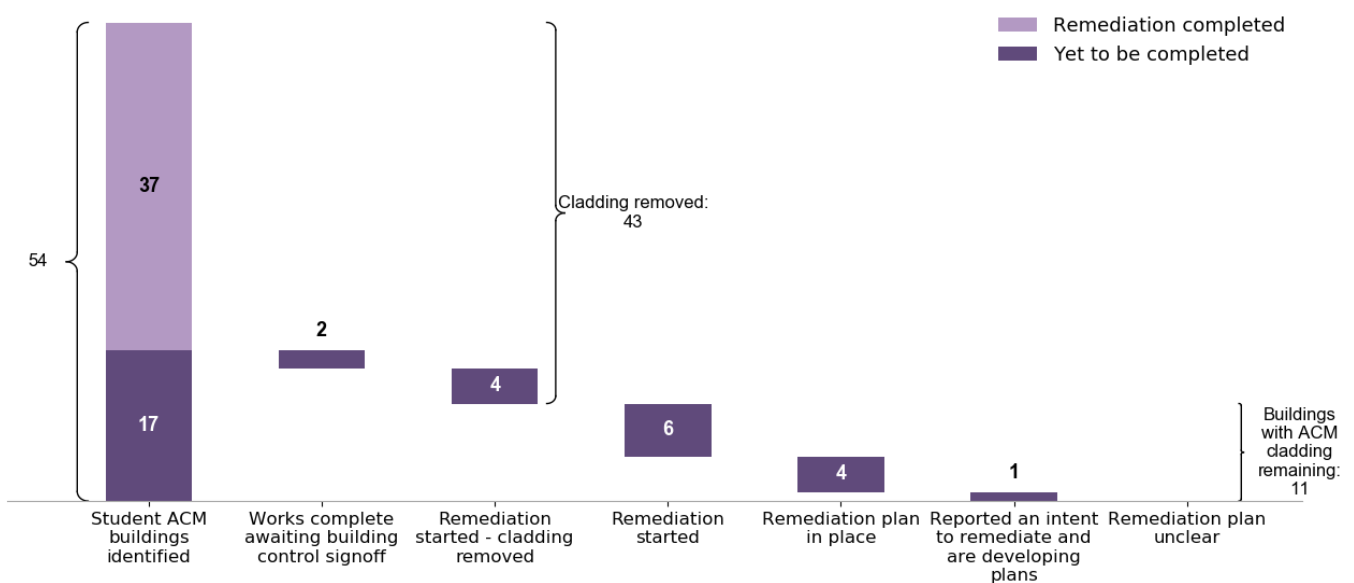 Remediation completed
Yet to be completed
37
Cladding removed:
43
54
2
4
17
6
4
1
Buildings
with ACM
cladding
remaining:
11
Student ACM
buildings
identified
Works complete
awaiting building
control signoff
Remediation
started - cladding
removed
Remediation
started
Remediation plan
in place
Reported an intent
to remediate and
are developing
plans
Remediation plan
unclear